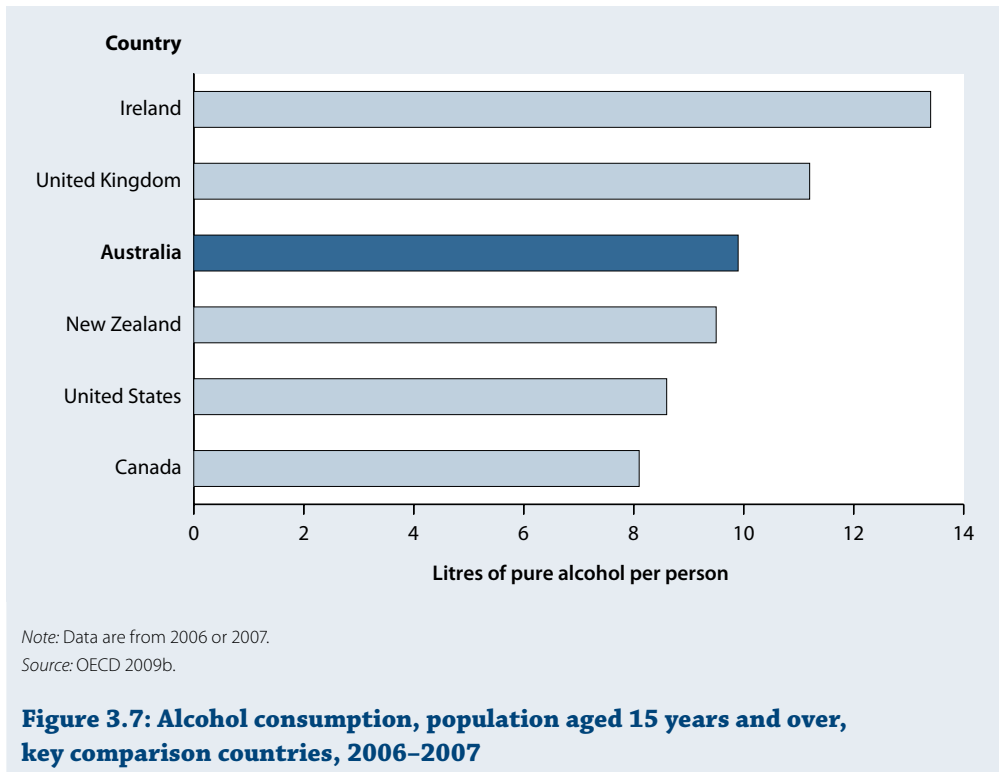 Country
Ireland
United Kingdom
Australia
New Zealand
United States
Canada
0 2 4 6 8 10 12 14
Litres of pure alcohol per person
Note: Data are from 2006 or 2007.
Source: OECD 2009b.
Figure 3.7: Alcohol consumption, population aged 15 years and over,
key comparison countries, 2006–2007